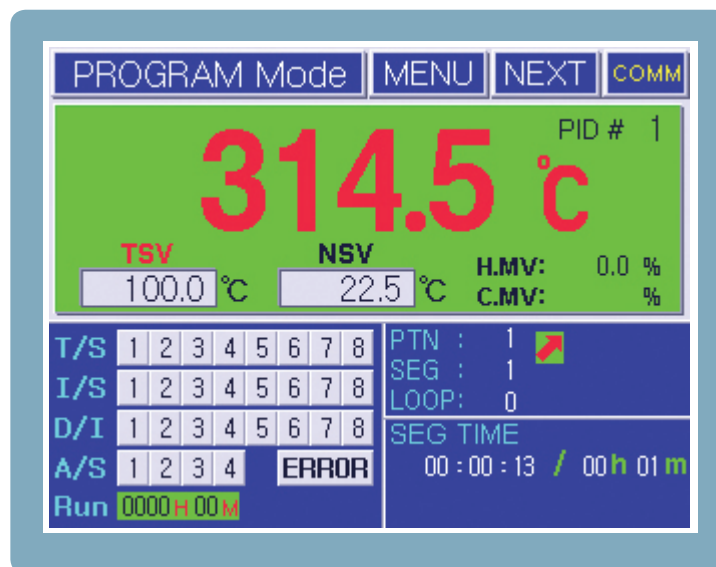 PROGRAM Mode MENU NEXT COMM
PID # 1
314.5 ℃
TSV NSV
100.0 ℃ 22.5 ℃
H.MV: 0.0 %
C.MV: %
T/S 1 2 3 4 5 6 7 8
I/S 1 2 3 4 5 6 7 8
D/I 1 2 3 4 5 6 7 8
A/S 1 2 3 4 ERROR
Run 0000 H 00 M
PTN : 1
SEG : 1
LOOP: 0
SEG TIME
00 : 00 : 13 / 00 h 01 m